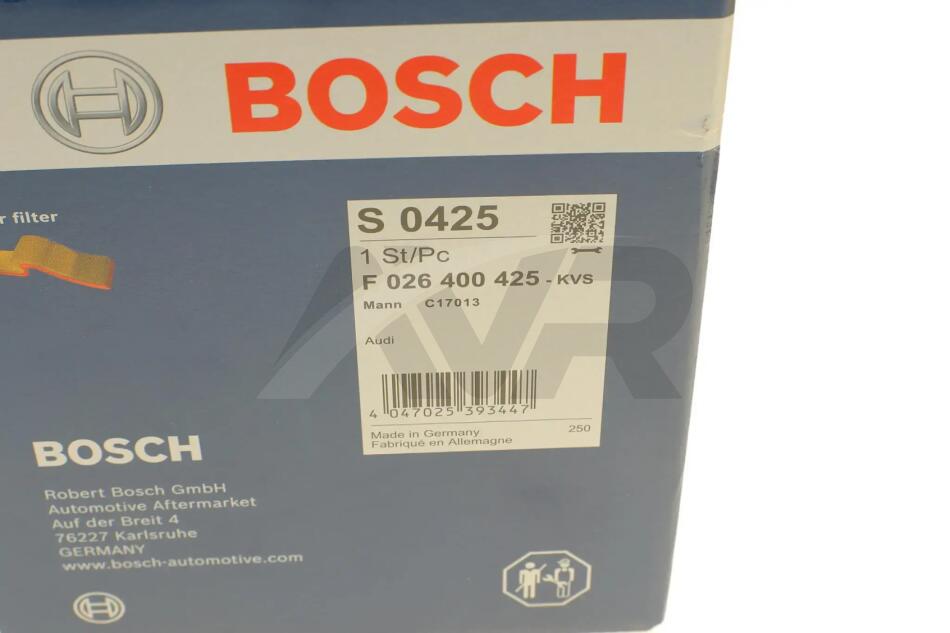 BOSCH
r filter
S 0425
1 St/Pc
F 026 400 425 - KVS
Mann C17013
Audi
4 047025 393447
Made in Germany 250
Fabriqué en Allemagne
AVR
BOSCH
Robert Bosch GmbH
Automotive Aftermarket
Auf der Breit 4
76227 Karlsruhe
GERMANY
www.bosch-automotive.com